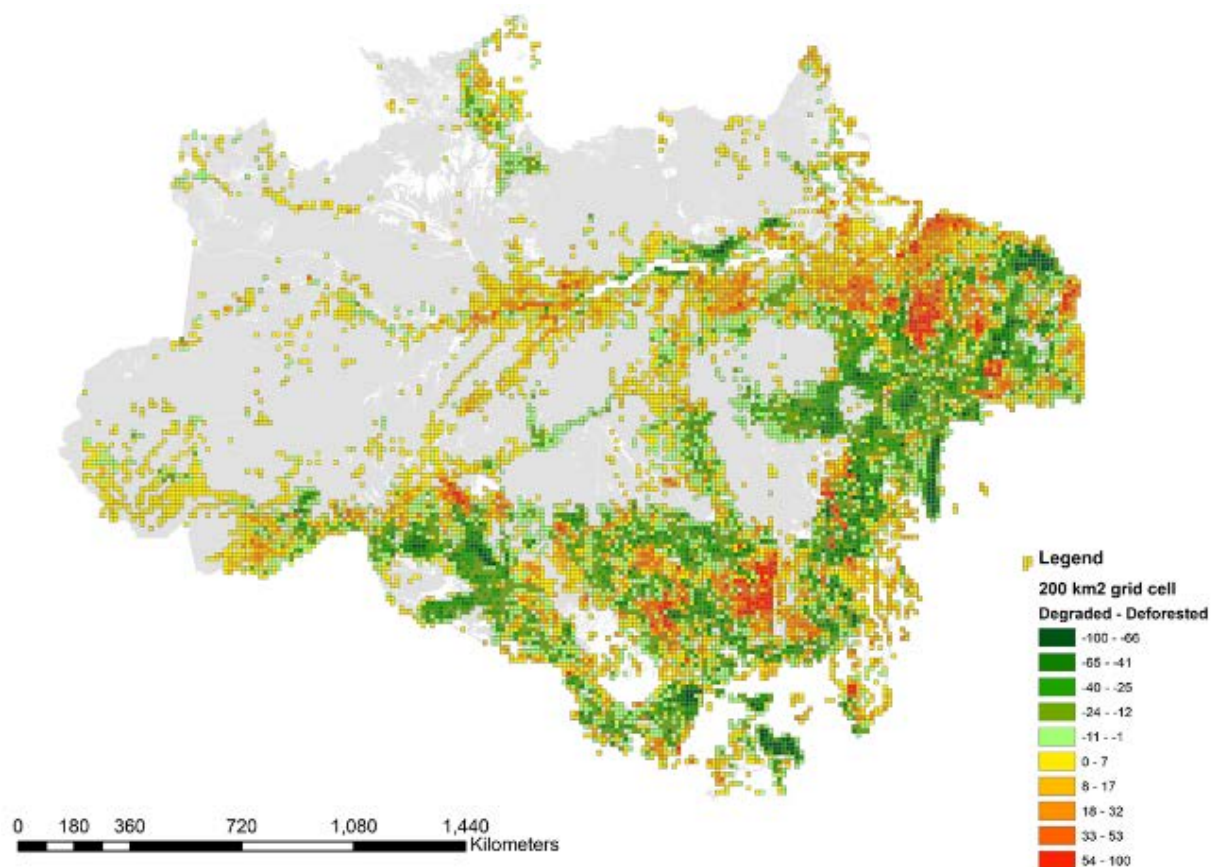 Legend
200 km2 grid cell
Degraded - Deforested
-100 - -66
-65 - -41
-40 - -25
-24 - -12
-11 - -1
0 - 7
8 - 17
18 - 32
33 - 53
54 - 100
0 180 360 720 1,080 1,440
Kilometers